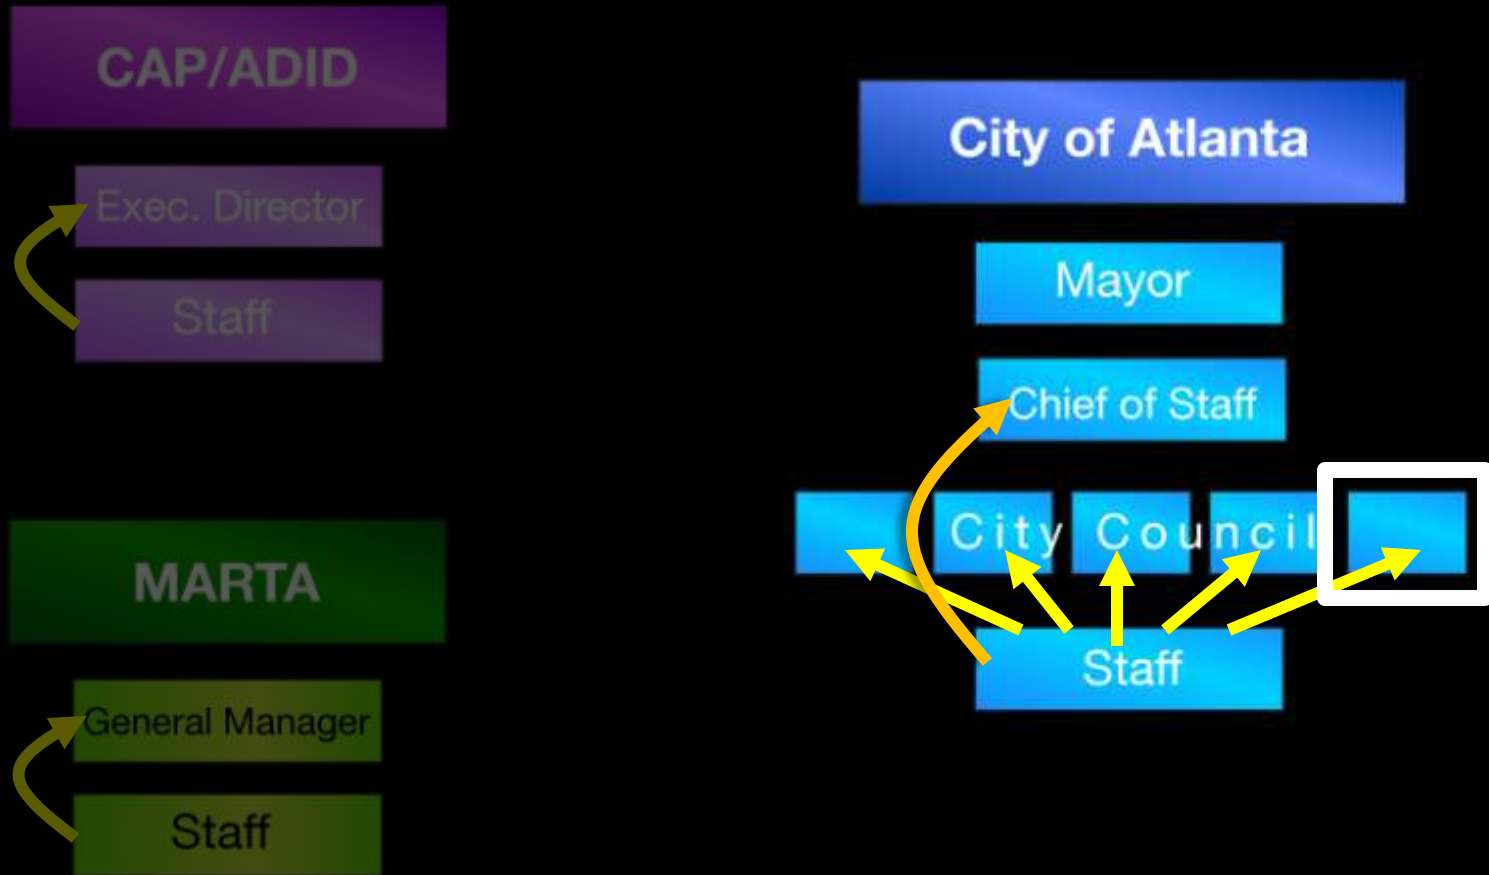 CAP/ADID
Exec. Director
Staff
MARTA
General Manager
Staff
City of Atlanta
Mayor
Chief of Staff
City Council
Staff